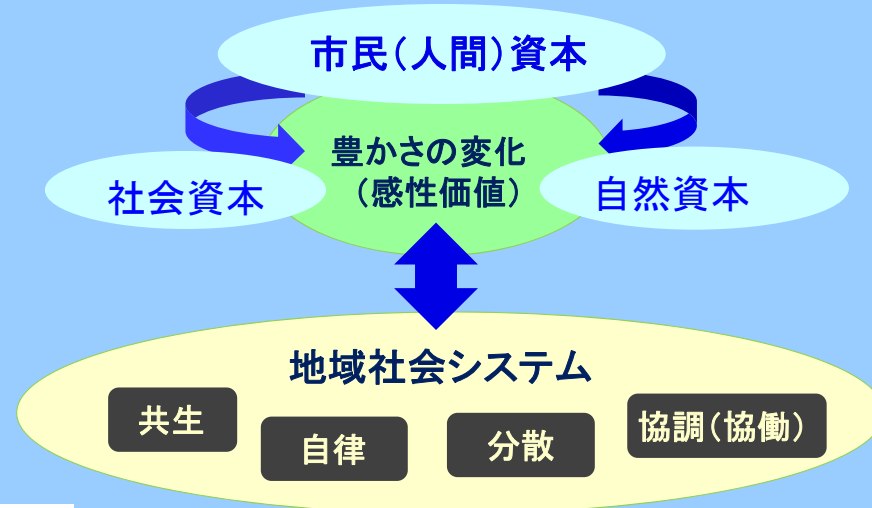 市民（人間）資本
豊かさの変化
（感性価値）
社会資本
自然資本
地域社会システム
共生
自律
分散
協調（協働）